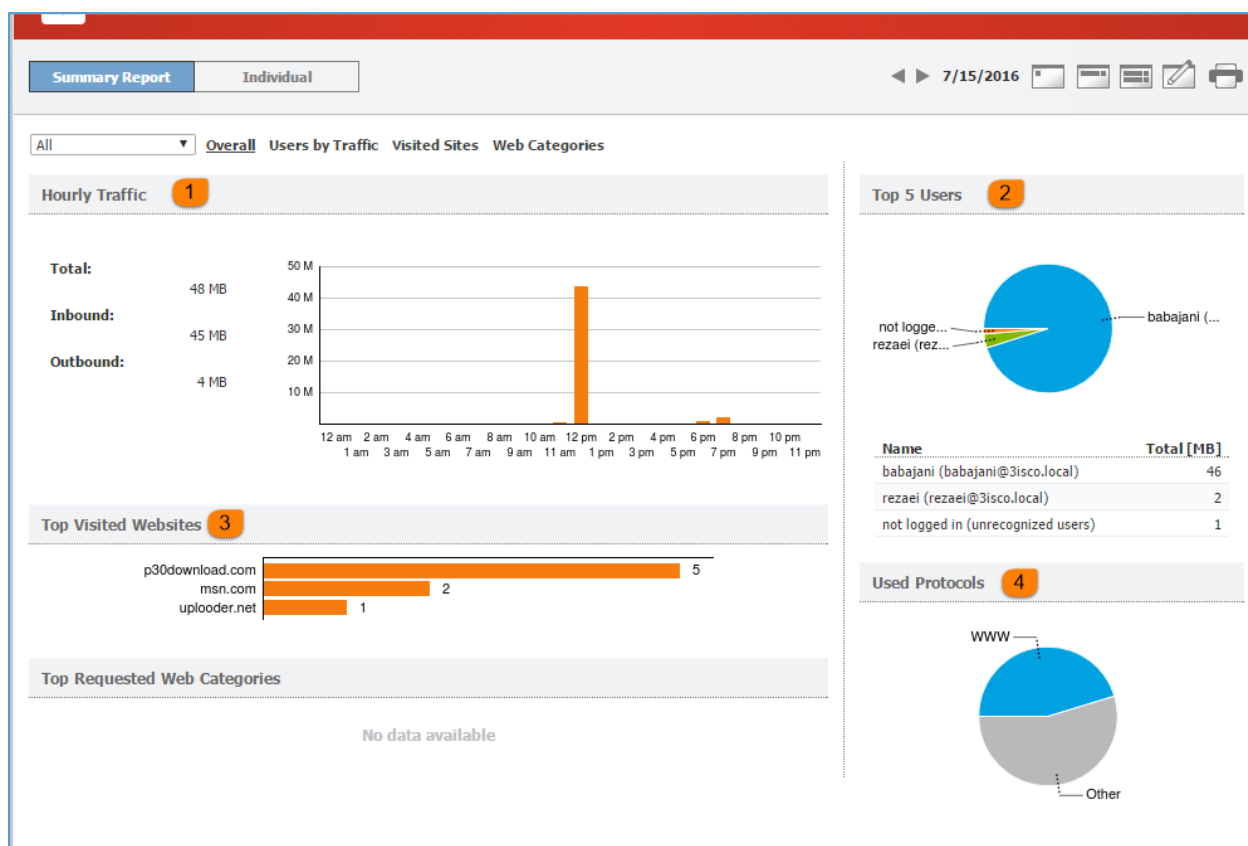 Summary Report
Individual
7/15/2016
All
Overall Users by Traffic Visited Sites Web Categories
Hourly Traffic 1
Total:
48 MB
Inbound:
45 MB
Outbound:
4 MB
50 M
40 M
30 M
20 M
10 M
12 am 2 am 4 am 6 am 8 am 10 am 12 pm 2 pm 4 pm 6 pm 8 pm 10 pm
1 am 3 am 5 am 7 am 9 am 11 am 1 pm 3 pm 5 pm 7 pm 9 pm 11 pm
Top Visited Websites 3
p30download.com 5
msn.com 2
uplooder.net 1
Top Requested Web Categories
No data available
Top 5 Users 2
babajani (...
not logge...
rezaei (rez...
Name Total [MB]
babajani (babajani@3isco.local) 46
rezaei (rezaei@3isco.local) 2
not logged in (unrecognized users) 1
Used Protocols 4
WWW
Other